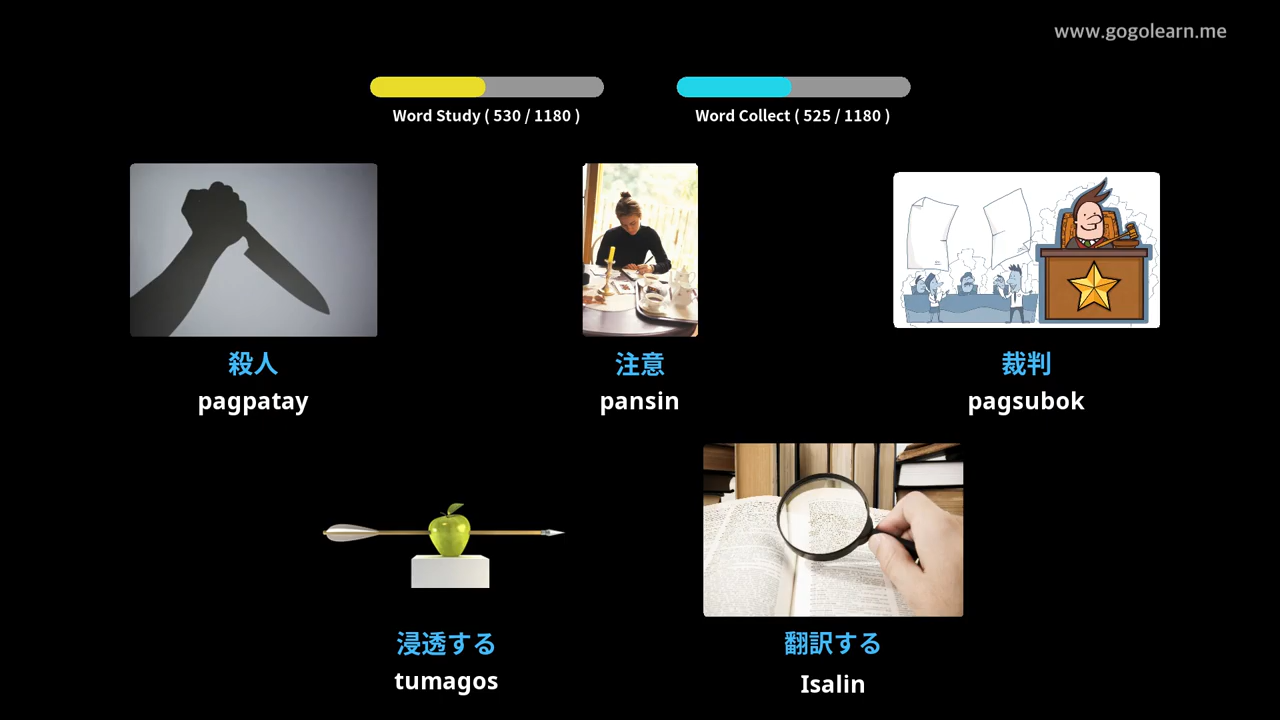 www.gogolearn.me
Word Study ( 530 / 1180 )
Word Collect ( 525 / 1180 )
殺人
pagpatay
注意
pansin
裁判
pagsubok
浸透する
tumagos
翻訳する
Isalin